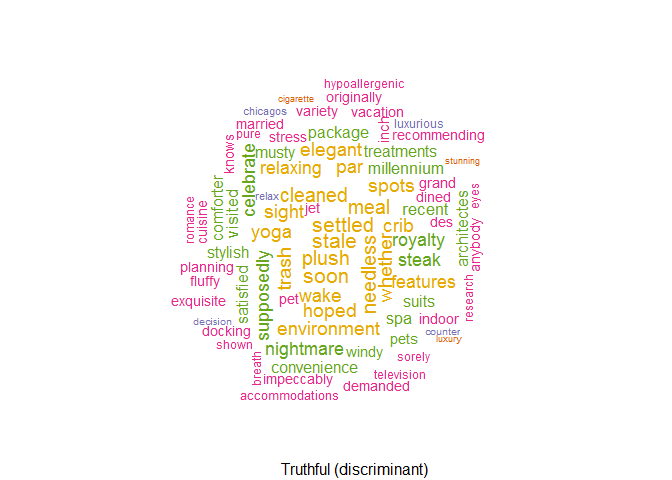 hypoallergenic
cigarette originally
chicagos variety vacation
married inch luxurious
pure stress package recommending
knows musty elegant treatments
celebrate relaxing par millennium stunning
comforter relax cleaned spots grand eyes
romance cuisine visited sight jet meal recent dined
yoga settled crib des architectes anybody
stylish stale royalty
planning trash plush needless whether steak
fluffy satisfied supposedly soon features research
exquisite pet wake suits
decision hoped spa indoor
docking environment counter
shown nightmare windy pets luxury
breath convenience sorely
impeccably demanded television
accommodations
Truthful (discriminant)